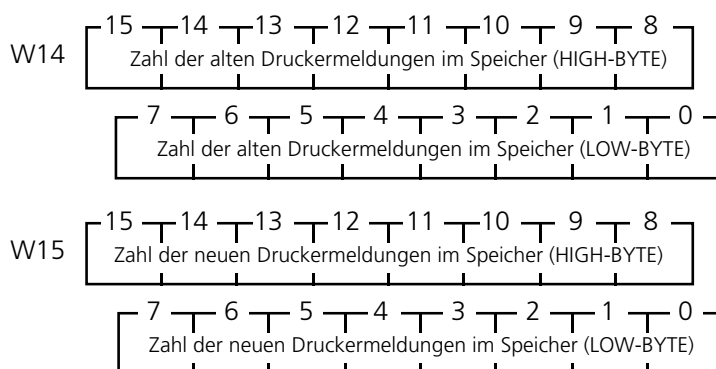 15 14 13 12 11 10 9 8
W14 Zahl der alten Druckermeldungen im Speicher (HIGH-BYTE)
7 6 5 4 3 2 1 0
Zahl der alten Druckermeldungen im Speicher (LOW-BYTE)
15 14 13 12 11 10 9 8
W15 Zahl der neuen Druckermeldungen im Speicher (HIGH-BYTE)
7 6 5 4 3 2 1 0
Zahl der neuen Druckermeldungen im Speicher (LOW-BYTE)